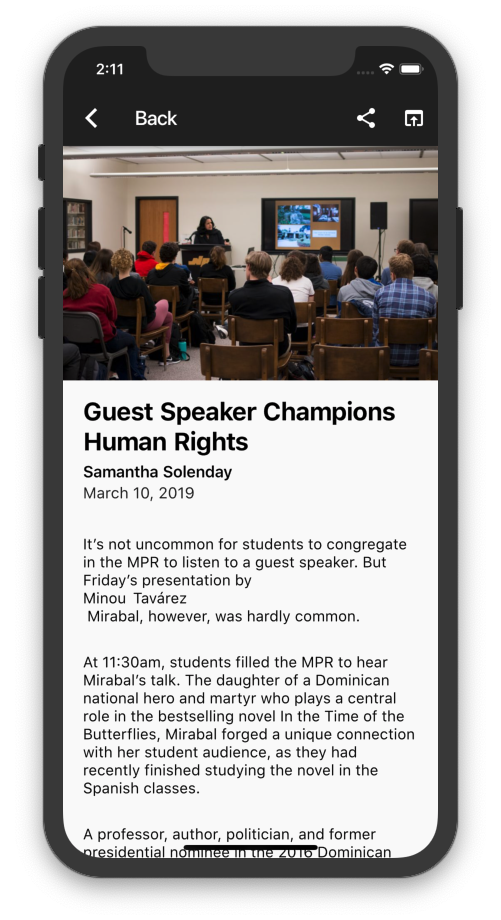 2:11
Back
Guest Speaker Champions
Human Rights
Samantha Solenday
March 10, 2019
It’s not uncommon for students to congregate
in the MPR to listen to a guest speaker. But
Friday’s presentation by
Minou Tavárez
Mirabal, however, was hardly common.
At 11:30am, students filled the MPR to hear
Mirabal’s talk. The daughter of a Dominican
national hero and martyr who plays a central
role in the bestselling novel In the Time of the
Butterflies, Mirabal forged a unique connection
with her student audience, as they had
recently finished studying the novel in the
Spanish classes.
A professor, author, politician, and former
presidential nominee in the 2016 Dominican